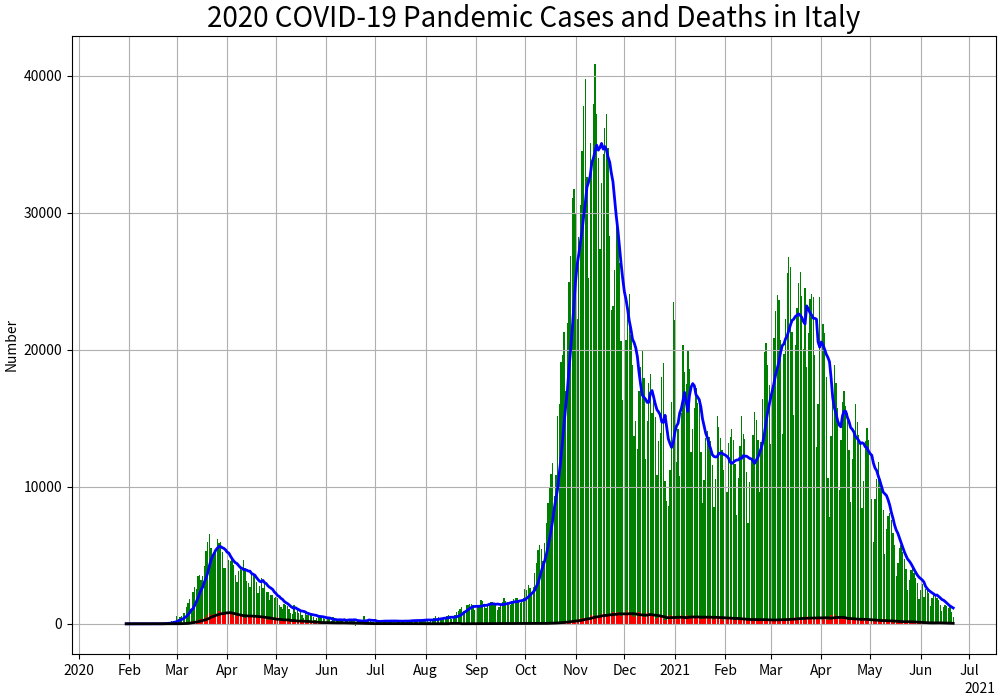 2020 COVID-19 Pandemic Cases and Deaths in Italy
40000
30000
20000
10000
0
Number
2020 Feb Mar Apr May Jun Jul Aug Sep Oct Nov Dec 2021 Feb Mar Apr May Jun Jul
2021